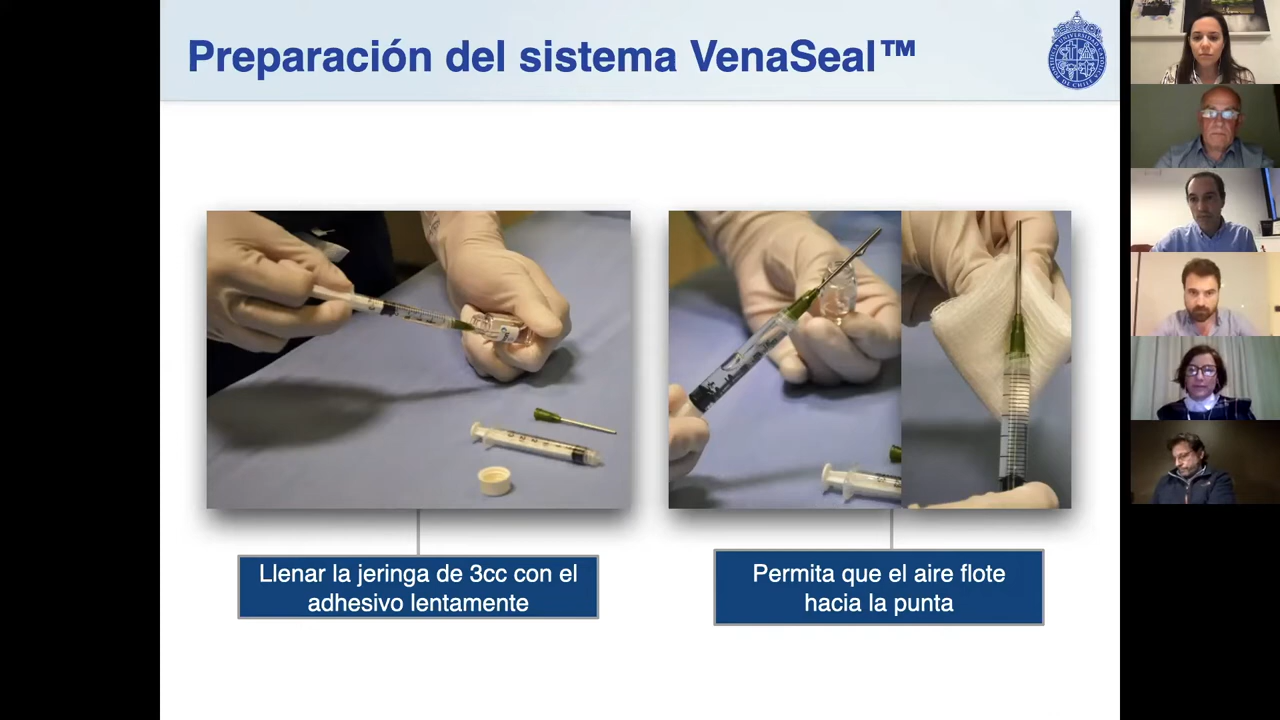 Preparación del sistema VenaSeal™
Llenar la jeringa de 3cc con el
adhesivo lentamente
Permita que el aire flote
hacia la punta